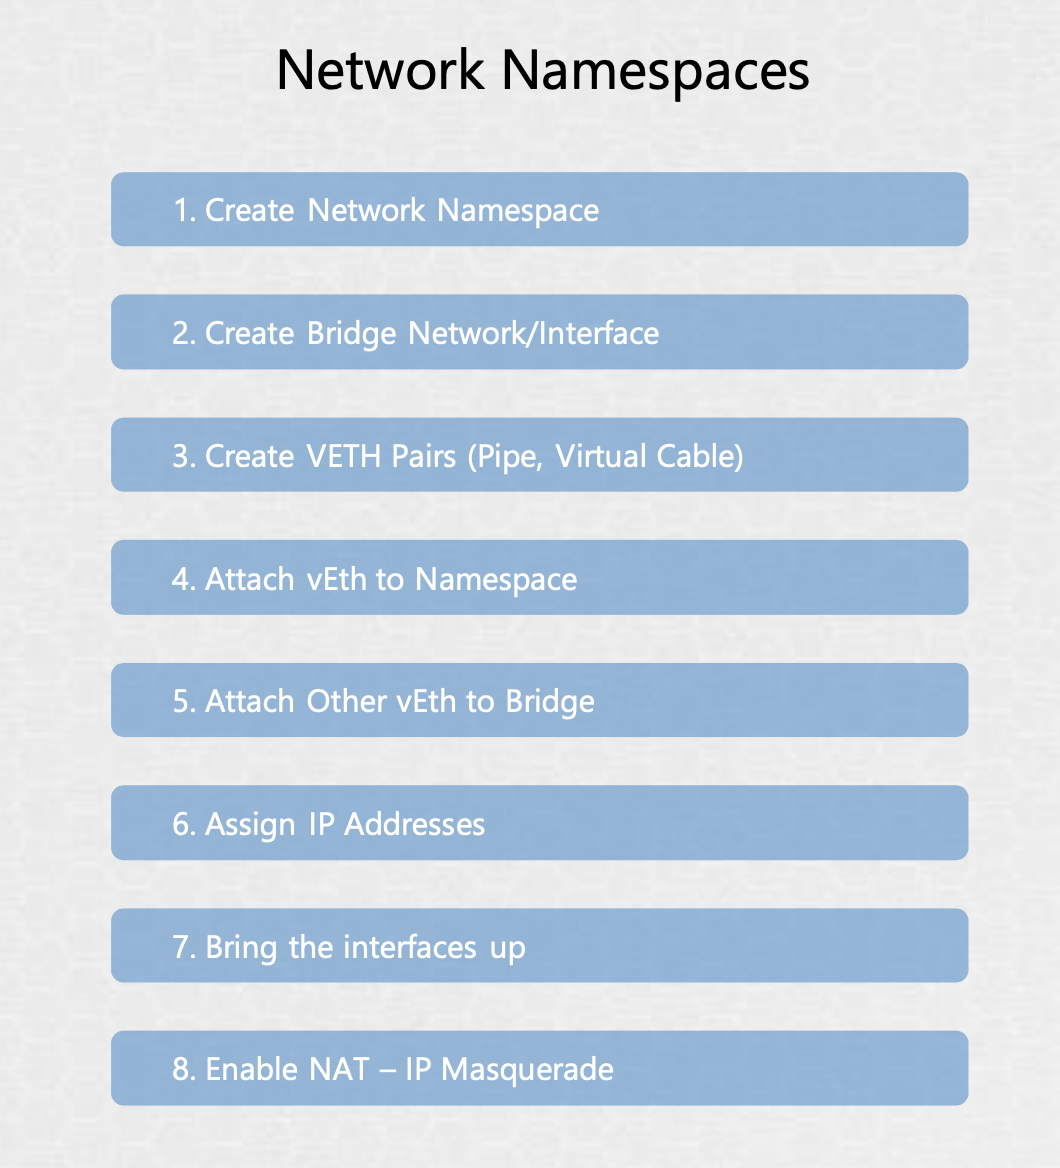 Network Namespaces
1. Create Network Namespace
2. Create Bridge Network/Interface
3. Create VETH Pairs (Pipe, Virtual Cable)
4. Attach vEth to Namespace
5. Attach Other vEth to Bridge
6. Assign IP Addresses
7. Bring the interfaces up
8. Enable NAT – IP Masquerade